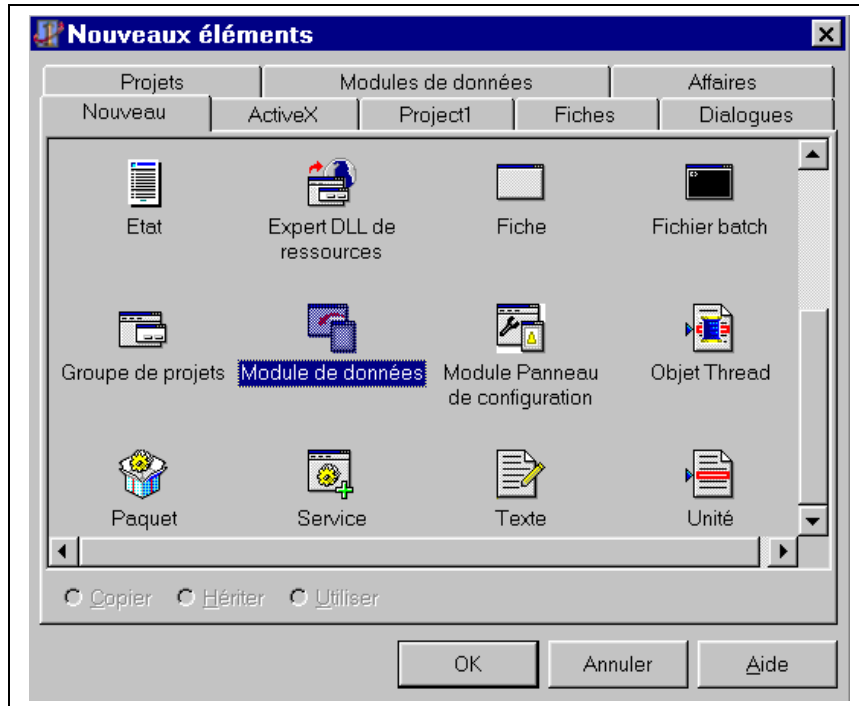 Nouveaux éléments
Projets Modules de données Affaires
Nouveau ActiveX Project1 Fiches Dialogues
Etat Expert DLL de Fiche Fichier batch
ressources
Groupe de projets Module de données Module Panneau Objet Thread
de configuration
Paquet Service Texte Unité
Copier Hériter Utiliser
OK Annuler Aide